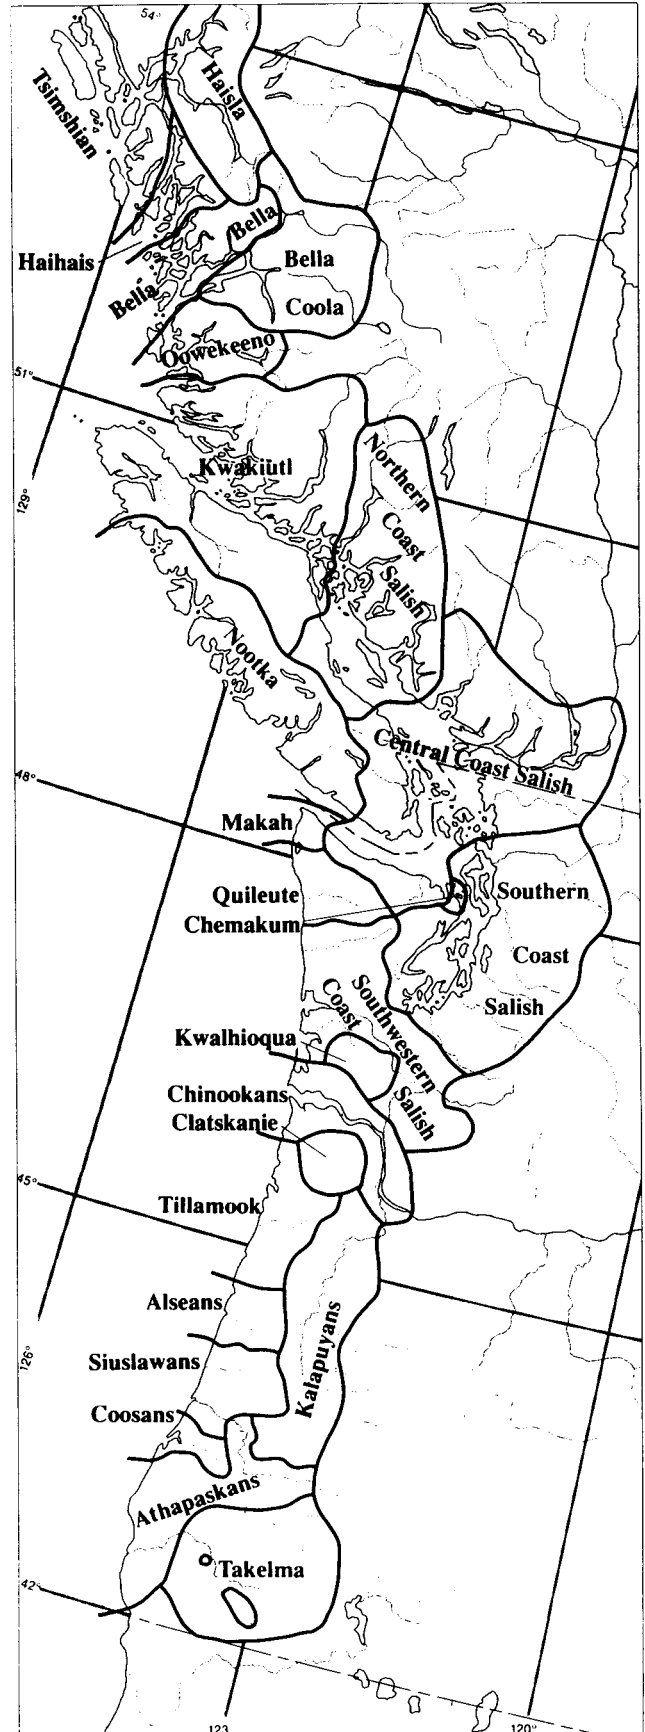 54°
Haisla
Tsimshian
Bella
Haihais
Bella
Bella
Coola
Oowekeeno
51°
Kwakiutl
Northern
Coast
Salish
129°
Nootka
48°
Central Coast Salish
Makah
Quileute
Chemakum
Southern
Coast
Salish
Southwestern
Coast
Salish
Kwalhioqua
Chinookans
Clatskanie
45°
Tillamook
Alseans
126°
Siuslawans
Kalapuyans
Coosans
Athapaskans
Takelma
42°
123
120°